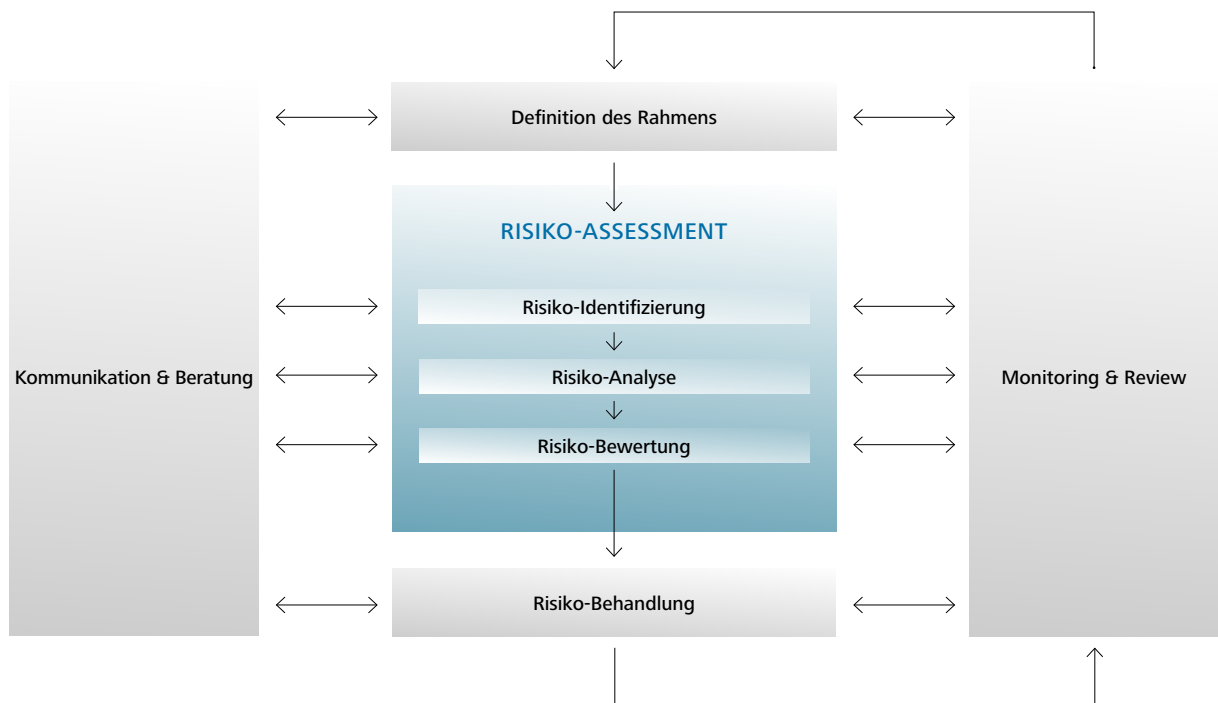 Definition des Rahmens
RISIKO-ASSESSMENT
Risiko-Identifizierung
Kommunikation & Beratung
Risiko-Analyse
Monitoring & Review
Risiko-Bewertung
Risiko-Behandlung